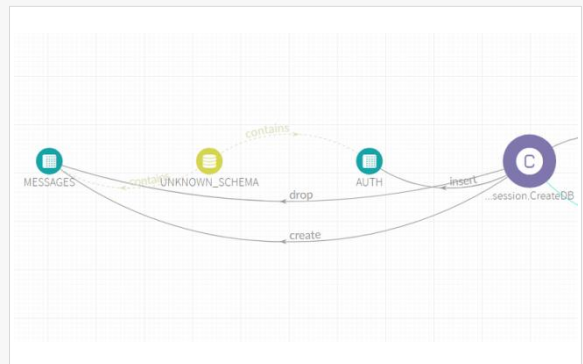 contains
contains
MESSAGES
UNKNOWN_SCHEMA
AUTH
insert
C
...session.CreateDB
drop
create